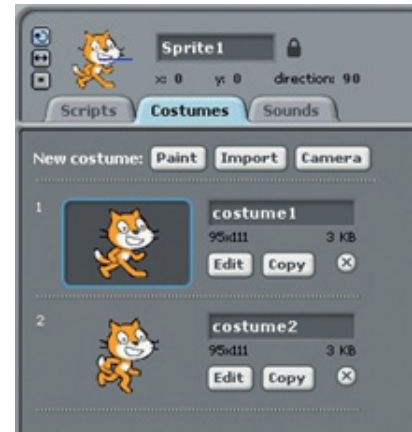 Sprite1
x: 0 y: 0 direction: 90
Scripts Costumes Sounds
New costume: Paint Import Camera
1
costume1
95x111 3 KB
Edit Copy
2
costume2
95x111 3 KB
Edit Copy